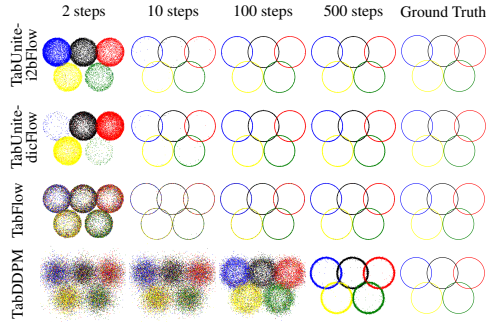 2 steps 10 steps 100 steps 500 steps Ground Truth
TabUnite-
i2bFlow
TabUnite-
dicFlow
TabFlow
TabDDPM